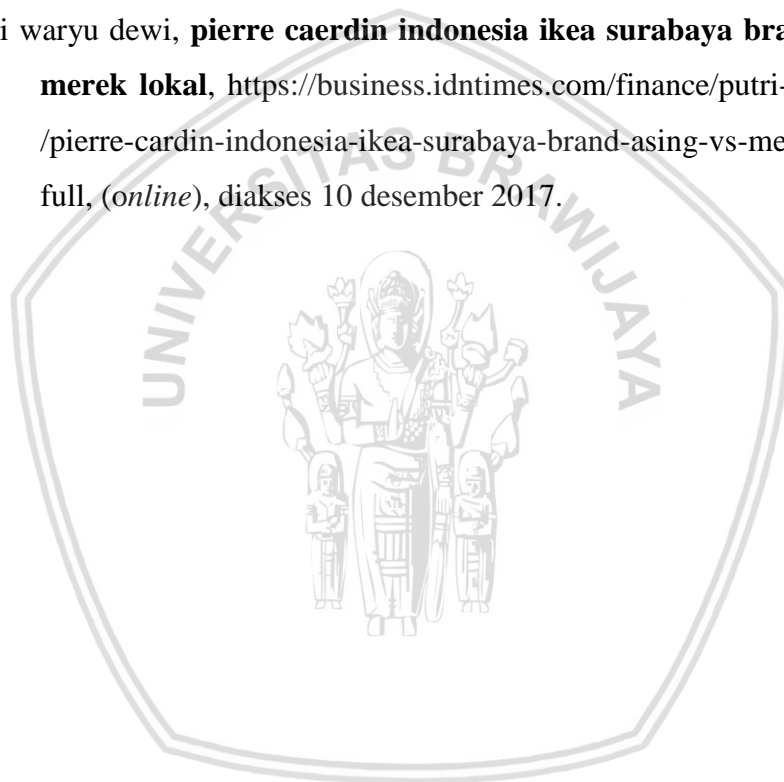 i waryu dewi, pierre caerdin indonesia ikea surabaya bra
merek lokal, https://business.idntimes.com/finance/putri-
/pierre-cardin-indonesia-ikea-surabaya-brand-asing-vs-me
full, (online), diakses 10 desember 2017.
UNIVERSITAS BRAWIJAYA